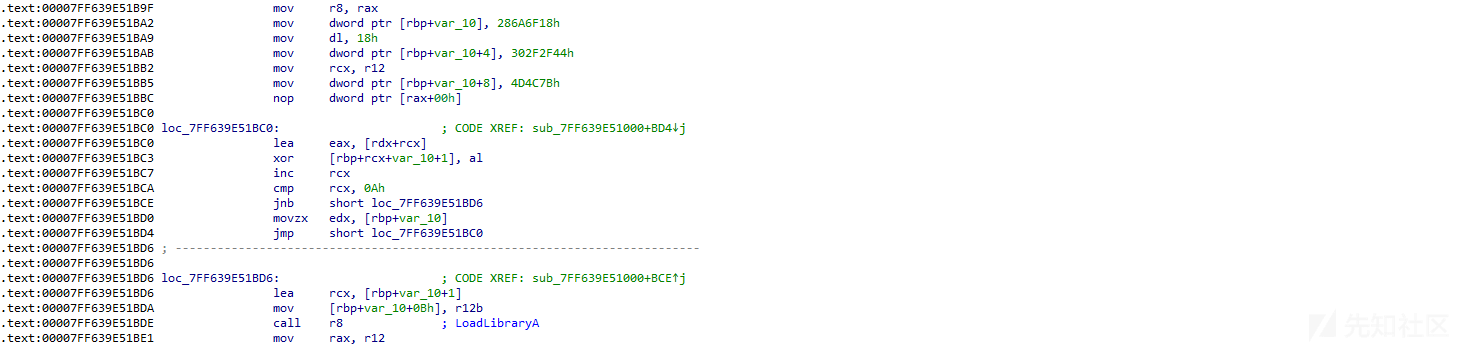 .text:00007FF639E51B9F mov r8, rax
.text:00007FF639E51BA2 mov dword ptr [rbp+var_10], 286A6F18h
.text:00007FF639E51BA9 mov dl, 18h
.text:00007FF639E51BAB mov dword ptr [rbp+var_10+4], 302F2F44h
.text:00007FF639E51BB2 mov rcx, r12
.text:00007FF639E51BB5 mov dword ptr [rbp+var_10+8], 4D4C7Bh
.text:00007FF639E51BBC nop dword ptr [rax+00h]
.text:00007FF639E51BC0
.text:00007FF639E51BC0 loc_7FF639E51BC0: ; CODE XREF: sub_7FF639E51000+BD4↓j
.text:00007FF639E51BC0 lea eax, [rdx+rcx]
.text:00007FF639E51BC3 xor [rbp+rcx+var_10+1], al
.text:00007FF639E51BC7 inc rcx
.text:00007FF639E51BCA cmp rcx, 0Ah
.text:00007FF639E51BCE jnb short loc_7FF639E51BD6
.text:00007FF639E51BD0 movzx edx, [rbp+var_10]
.text:00007FF639E51BD4 jmp short loc_7FF639E51BC0
.text:00007FF639E51BD6 ; ---------------------------------------------------------------------------
.text:00007FF639E51BD6
.text:00007FF639E51BD6 loc_7FF639E51BD6: ; CODE XREF: sub_7FF639E51000+BCE↑j
.text:00007FF639E51BD6 lea rcx, [rbp+var_10+1]
.text:00007FF639E51BDA mov [rbp+var_10+0Bh], r12b
.text:00007FF639E51BDE call r8 ; LoadLibraryA
.text:00007FF639E51BE1 mov rax, r12
先知社区